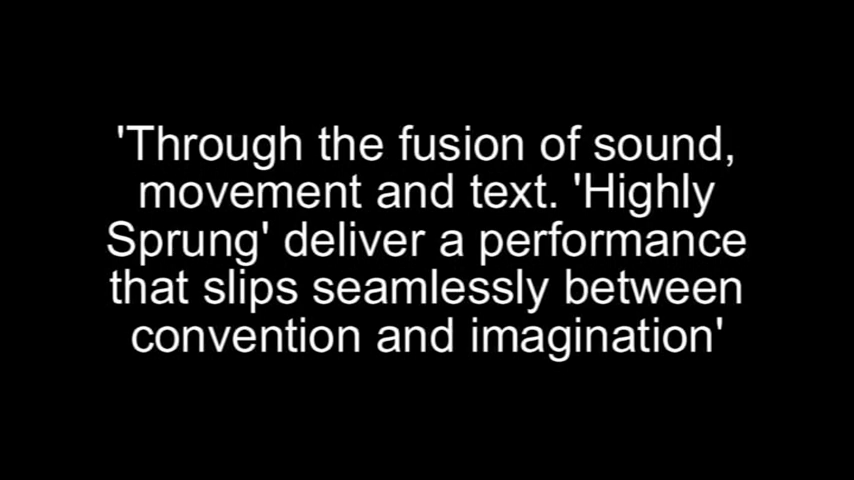 'Through the fusion of sound,
movement and text. 'Highly
Sprung' deliver a performance
that slips seamlessly between
convention and imagination'